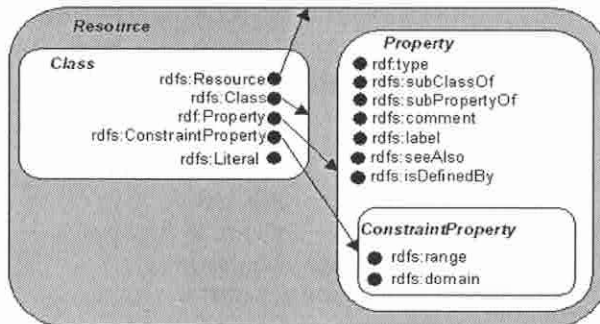 Resource
Class
rdfs:Resource
rdfs:Class
rdf:Property
rdfs:ConstraintProperty
rdfs:Literal
Property
rdf:type
rdfs:subClassOf
rdfs:subPropertyOf
rdfs:comment
rdfs:label
rdfs:seeAlso
rdfs:isDefinedBy
ConstraintProperty
rdfs:range
rdfs:domain